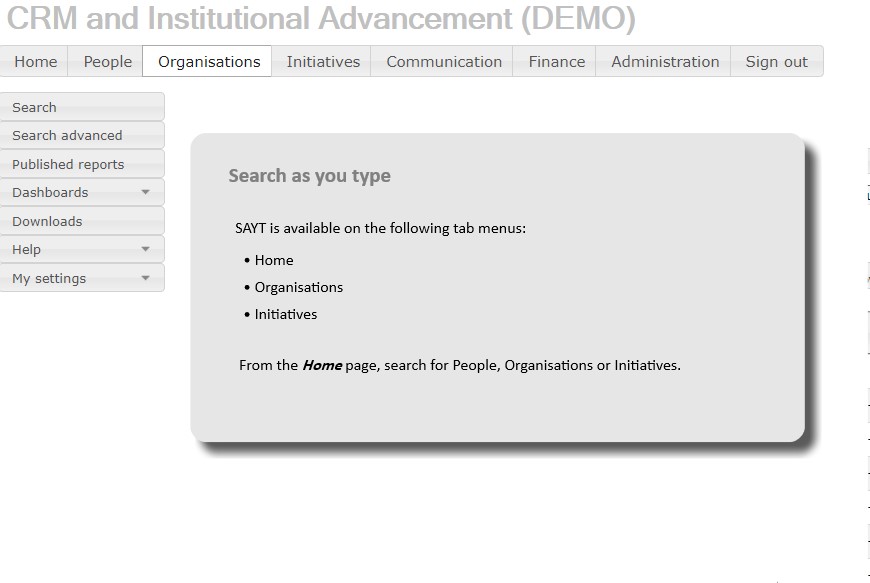 CRM and Institutional Advancement (DEMO)
Home People Organisations Initiatives Communication Finance Administration Sign out
Search
Search advanced
Published reports
Dashboards
Downloads
Help
My settings
Search as you type
SAYT is available on the following tab menus:
• Home
• Organisations
• Initiatives
From the Home page, search for People, Organisations or Initiatives.